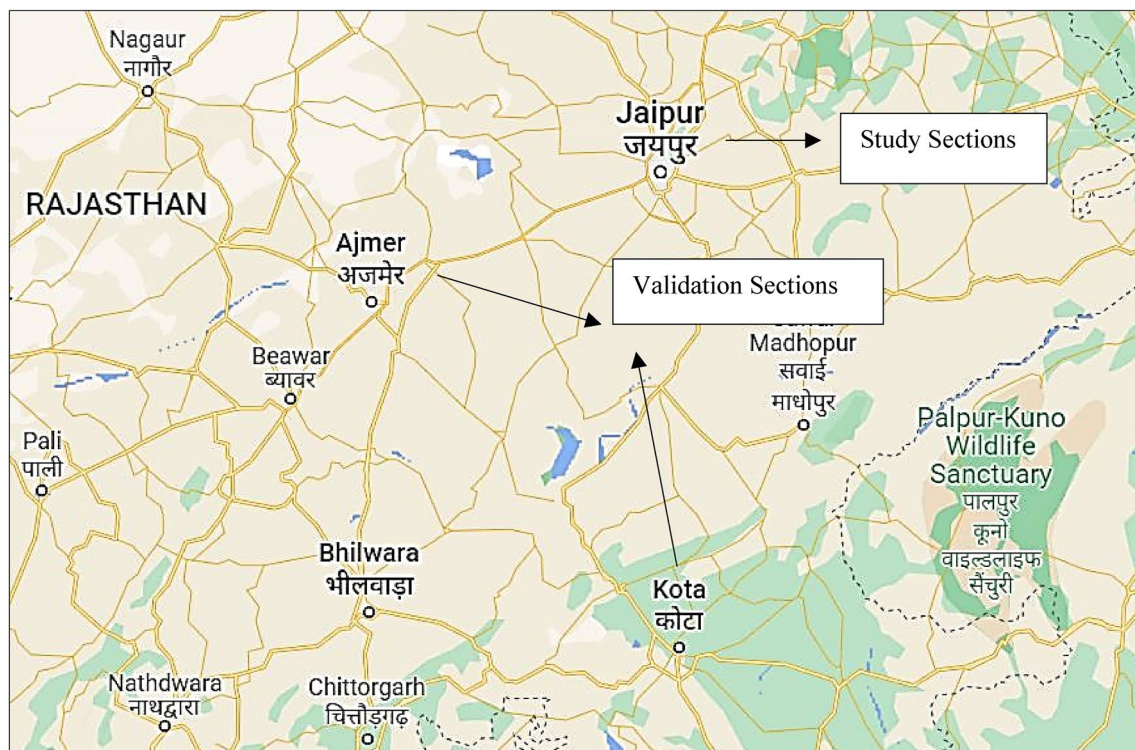 Nagaur
नागौर
Jaipur
जयपुर
Study Sections
RAJASTHAN
Ajmer
अजमेर
Validation Sections
Madhopur
सवाई
माधोपुर
Beawar
ब्यावर
Pali
पाली
Palpur-Kuno
Wildlife
Sanctuary
पालपुर
कूनो
वाइल्डलाइफ
सैंचुरी
Bhilwara
भीलवाड़ा
Kota
कोटा
Nathdwara
नाथद्वारा
Chittorgarh
चित्तौड़गढ़